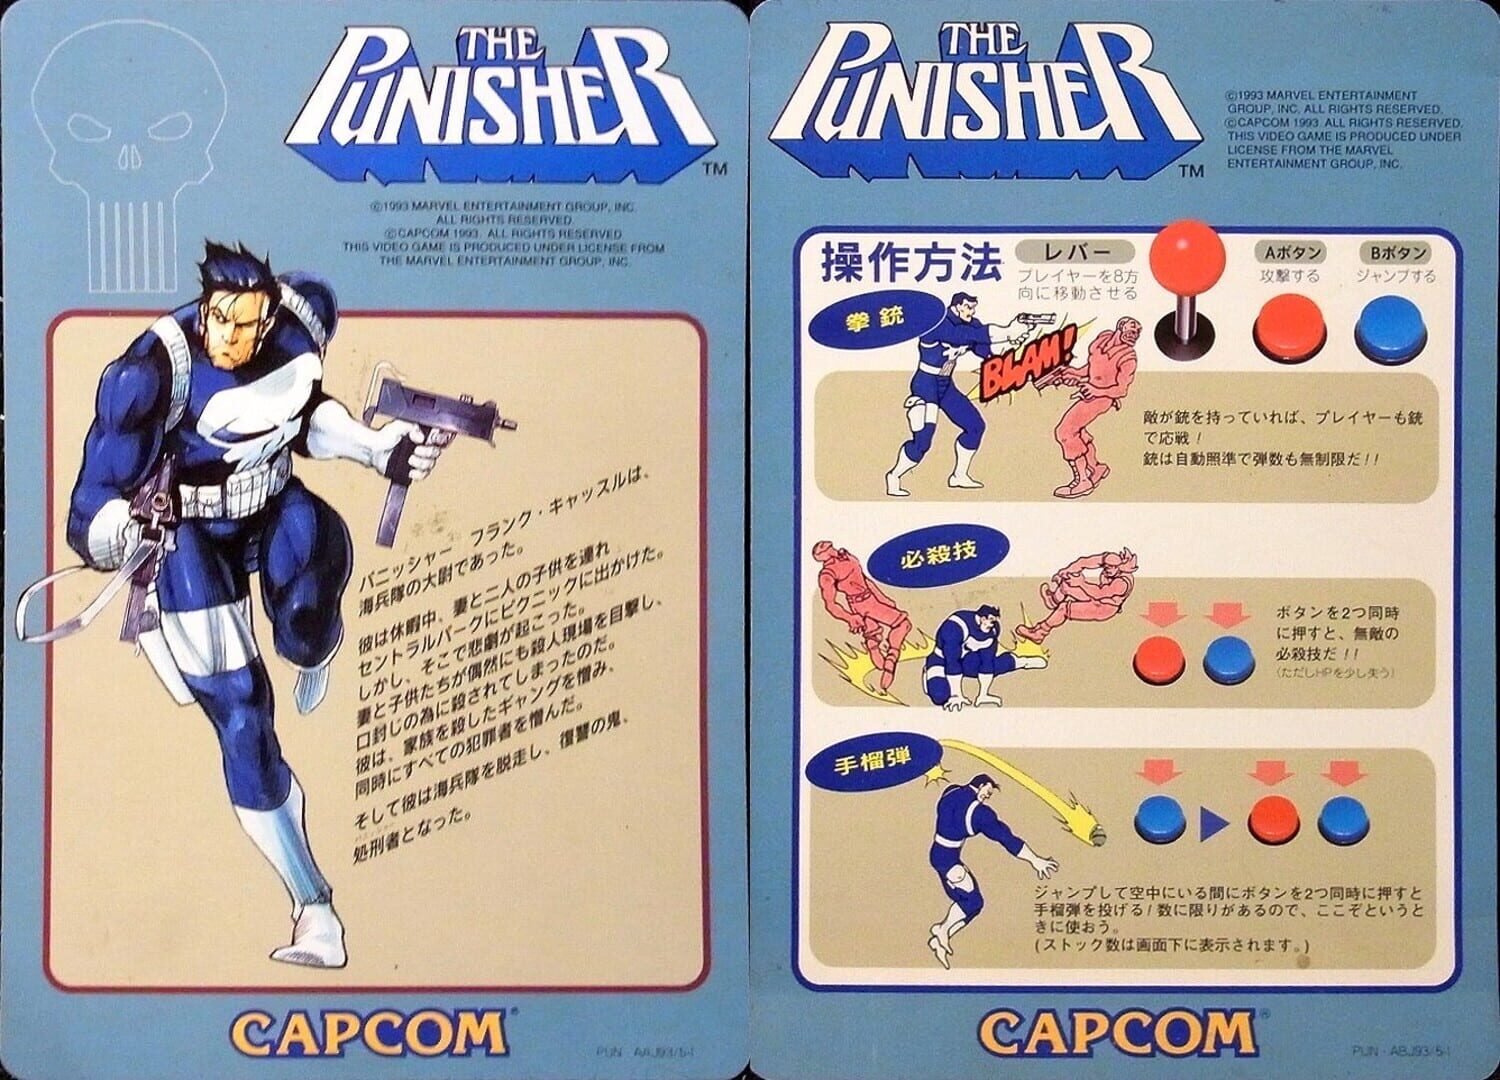 THE
PUNISHER
TM
©1993 MARVEL ENTERTAINMENT GROUP, INC.
ALL RIGHTS RESERVED.
©CAPCOM 1993. ALL RIGHTS RESERVED
THIS VIDEO GAME IS PRODUCED UNDER LICENSE FROM
THE MARVEL ENTERTAINMENT GROUP, INC.
パニッシャー フランク・キャッスルは、
海兵隊の大尉であった。
彼は休暇中、妻と二人の子供を連れ
セントラルパークにピクニックに出かけた。
しかし、そこで悲劇が起こった。
妻と子供たちが偶然にも殺人現場を目撃し、
口封じの為に殺されてしまったのだ。
彼は、家族を殺したギャングを憎み、
同時にすべての犯罪者を憎んだ。
そして彼は海兵隊を脱走し、復讐の鬼、
処刑者となった。
CAPCOM
PUN · AAJ93/5-1
THE
PUNISHER
TM
©1993 MARVEL ENTERTAINMENT
GROUP, INC. ALL RIGHTS RESERVED.
©CAPCOM 1993. ALL RIGHTS RESERVED.
THIS VIDEO GAME IS PRODUCED UNDER
LICENSE FROM THE MARVEL
ENTERTAINMENT GROUP, INC.
操作方法
レバー
プレイヤーを8方
向に移動させる
Aボタン
攻撃する
Bボタン
ジャンプする
拳銃
BLAM!
敵が銃を持っていれば、プレイヤーも銃
で応戦!
銃は自動照準で弾数も無制限だ!!
必殺技
ボタンを2つ同時
に押すと、無敵の
必殺技だ!!
(ただしHPを少し失う)
手榴弾
ジャンプして空中にいる間にボタンを2つ同時に押すと
手榴弾を投げる!数に限りがあるので、ここぞというと
きに使おう。
(ストック数は画面下に表示されます。)
CAPCOM
PUN · ABJ93/5-1